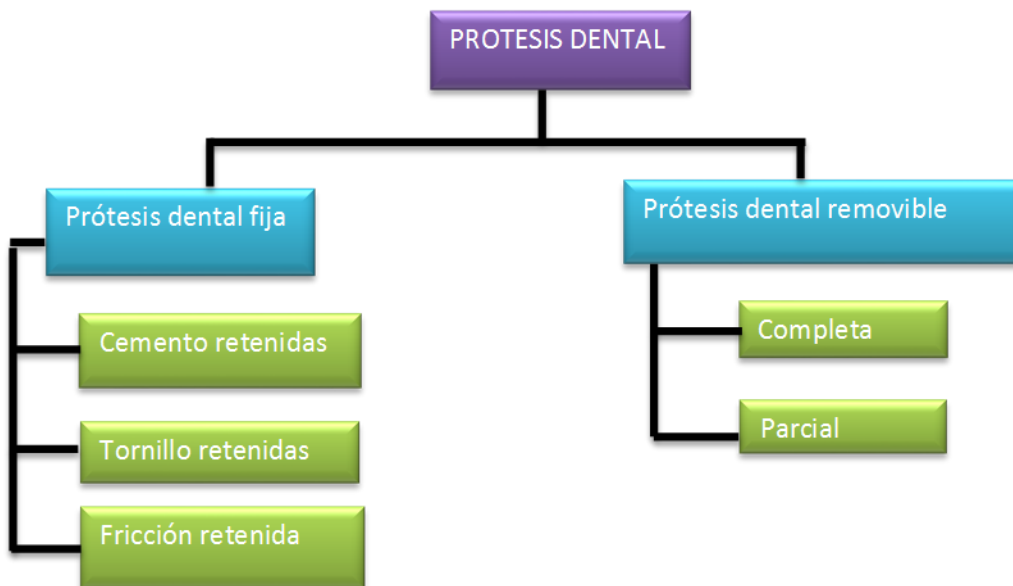 PROTESIS DENTAL
Prótesis dental fija
Cemento retenidas
Tornillo retenidas
Fricción retenida
Prótesis dental removible
Completa
Parcial